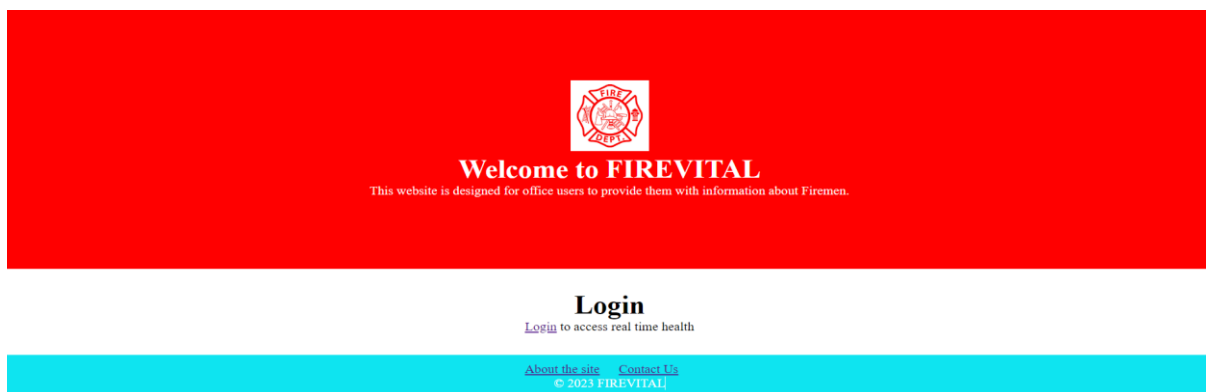 FIRE
DEPT.
Welcome to FIREVITAL
This website is designed for office users to provide them with information about Firemen.
Login
Login to access real time health
About the site Contact Us
© 2023 FIREVITAL